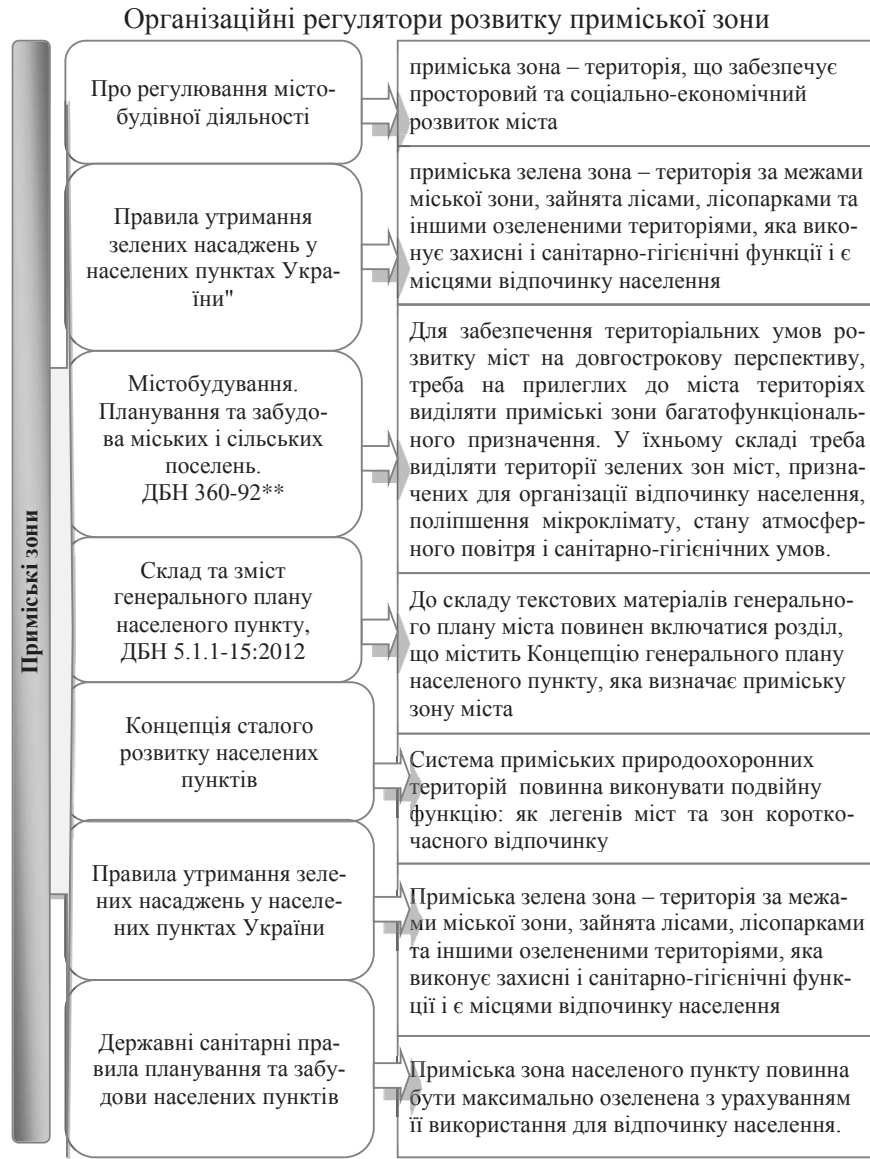 Організаційні регулятори розвитку приміської зони
Приміські зони
Про регулювання місто-
будівної діяльності
приміська зона – територія, що забезпечує
просторовий та соціально-економічний
розвиток міста
Правила утримання
зелених насаджень у
населених пунктах Укра-
їни"
приміська зелена зона – територія за межами
міської зони, зайнята лісами, лісопарками та
іншими озелененими територіями, яка вико-
нує захисні і санітарно-гігієнічні функції і є
місцями відпочинку населення
Містобудування.
Планування та забудо-
ва міських і сільських
поселень.
ДБН 360-92**
Для забезпечення територіальних умов ро-
звитку міст на довгострокову перспективу,
треба на прилеглих до міста територіях
виділяти приміські зони багатофункціональ-
ного призначення. У їхньому складі треба
виділяти території зелених зон міст, призна-
чених для організації відпочинку населення,
поліпшення мікроклімату, стану атмосфер-
ного повітря і санітарно-гігієнічних умов.
Склад та зміст
генерального плану
населеного пункту,
ДБН 5.1.1-15:2012
До складу текстових матеріалів генерально-
го плану міста повинен включатися розділ,
що містить Концепцію генерального плану
населеного пункту, яка визначає приміську
зону міста
Концепція сталого
розвитку населених
пунктів
Система приміських природоохоронних
територій повинна виконувати подвійну
функцію: як легенів міст та зон коротко-
часного відпочинку
Правила утримання зеле-
них насаджень у населе-
них пунктах України
Приміська зелена зона – територія за межа-
ми міської зони, зайнята лісами, лісопарками
та іншими озелененими територіями, яка
виконує захисні і санітарно-гігієнічні функ-
ції і є місцями відпочинку населення
Державні санітарні пра-
вила планування та забу-
дови населених пунктів
Приміська зона населеного пункту повинна
бути максимально озеленена з урахуванням
її використання для відпочинку населення.